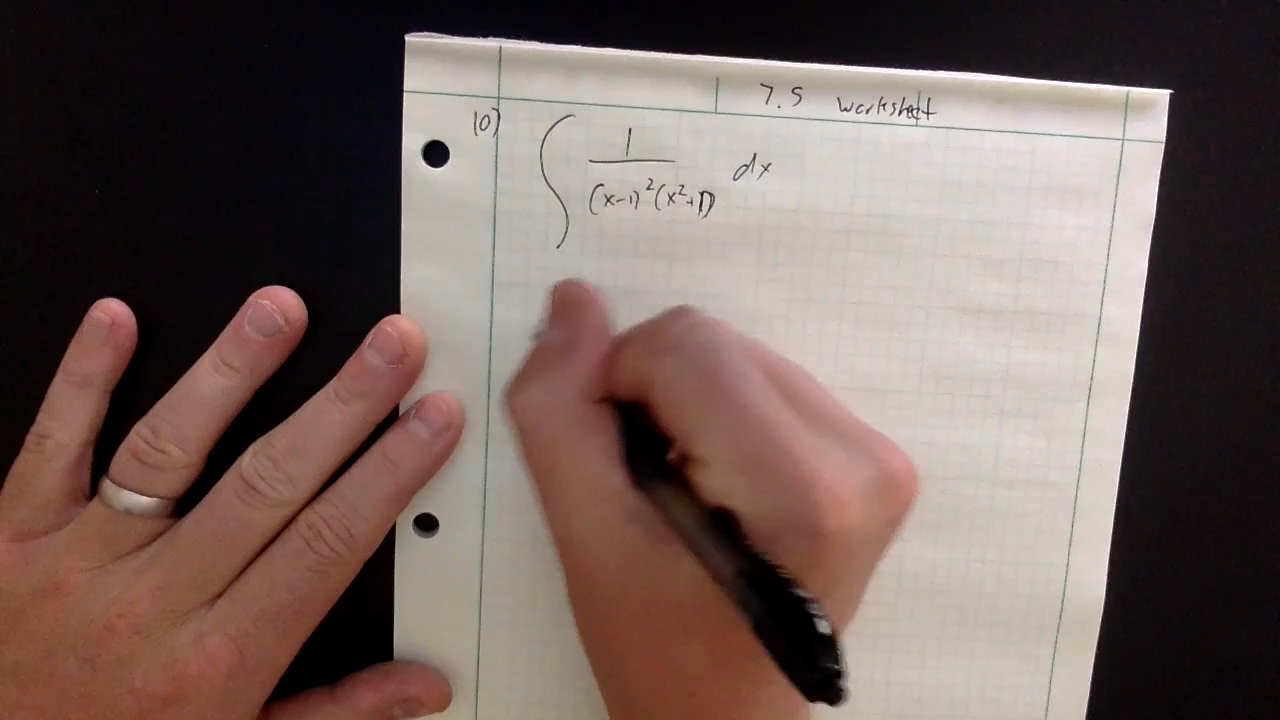 7.5 Worksheet
10) ∫ 1/((x-1)²(x²+1)) dx